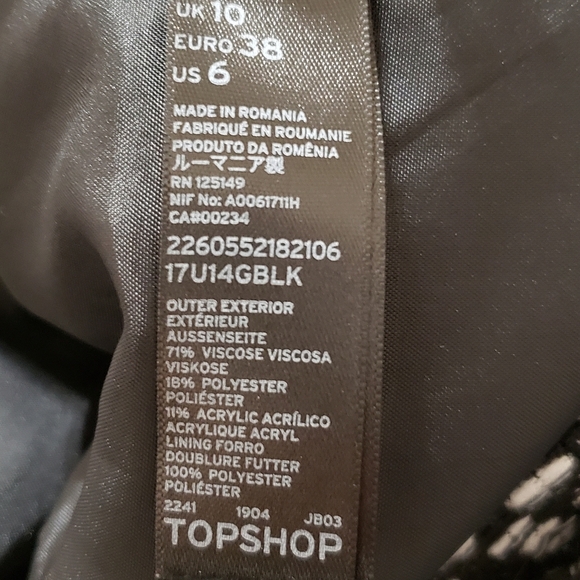 UK 10
EURO 38
US 6
MADE IN ROMANIA
FABRIQUÉ EN ROUMANIE
PRODUTO DA ROMÊNIA
ルーマニア製
RN 125149
NIF No: A0061711H
CA#00234
2260552182106
17U14GBLK
OUTER EXTERIOR
EXTÉRIEUR
AUSSENSEITE
71% VISCOSE VISCOSA
VISKOSE
18% POLYESTER
POLIÉSTER
11% ACRYLIC ACRÍLICO
ACRYLIQUE ACRYL
LINING FORRO
DOUBLURE FUTTER
100% POLYESTER
POLIÉSTER
2241 1904 JB03
TOPSHOP